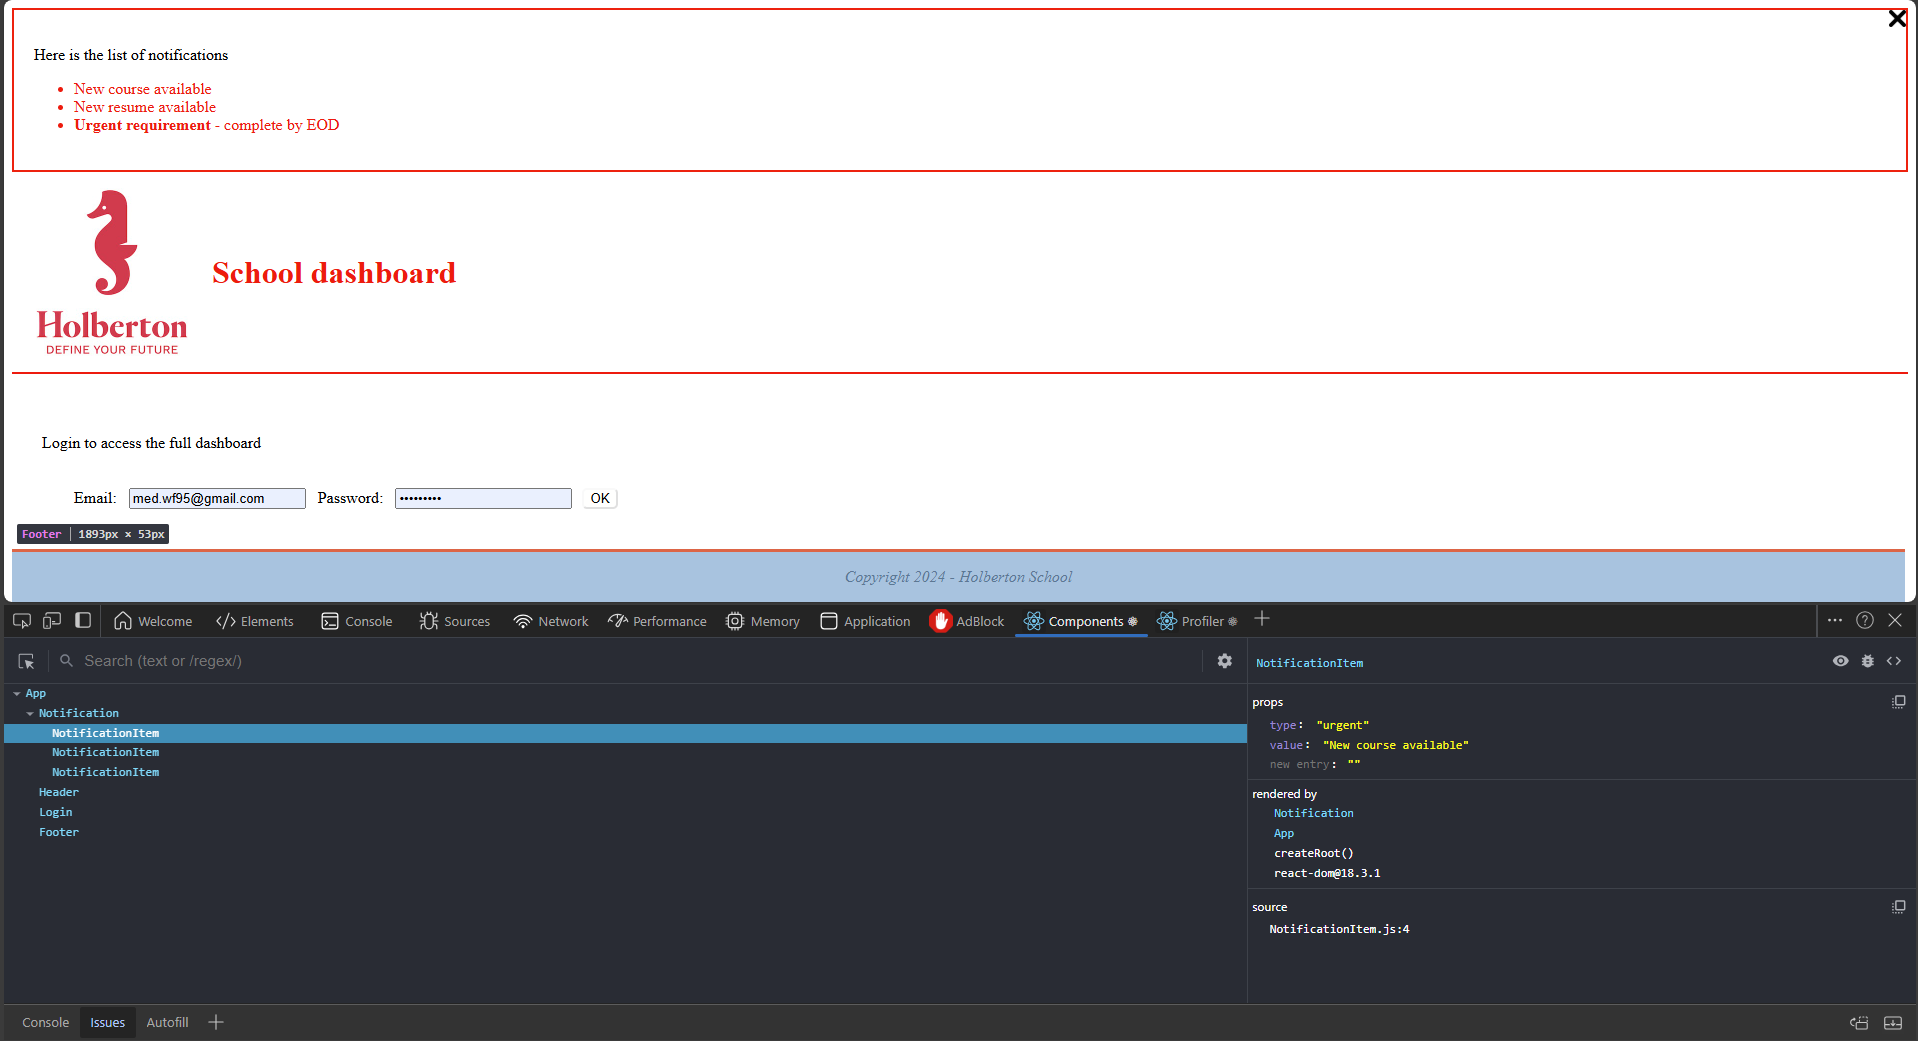 Here is the list of notifications
New course available
New resume available
Urgent requirement - complete by EOD
School dashboard
Holberton
DEFINE YOUR FUTURE
Login to access the full dashboard
Email: med.wf95@gmail.com Password: ••••••••• OK
Footer | 1893px × 53px
Copyright 2024 - Holberton School
Welcome Elements Console Sources Network Performance Memory Application AdBlock Components Profiler
Search (text or /regex/)
NotificationItem
App
Notification
NotificationItem
NotificationItem
NotificationItem
Header
Login
Footer
props
type: "urgent"
value: "New course available"
new entry: ""
rendered by
Notification
App
createRoot()
react-dom@18.3.1
source
NotificationItem.js:4
Console Issues Autofill